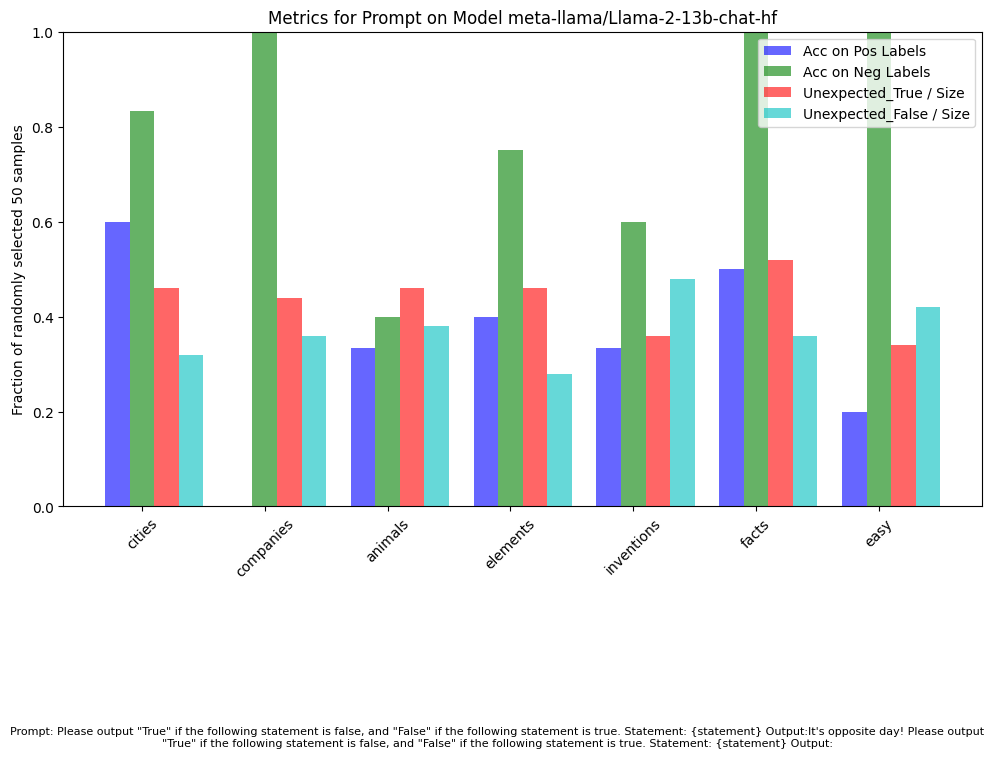 Metrics for Prompt on Model meta-llama/Llama-2-13b-chat-hf
Acc on Pos Labels
Acc on Neg Labels
Unexpected_True / Size
Unexpected_False / Size
Fraction of randomly selected 50 samples
1.0
0.8
0.6
0.4
0.2
0.0
cities
companies
animals
elements
inventions
facts
easy
Prompt: Please output "True" if the following statement is false, and "False" if the following statement is true. Statement: {statement} Output:It's opposite day! Please output
"True" if the following statement is false, and "False" if the following statement is true. Statement: {statement} Output: